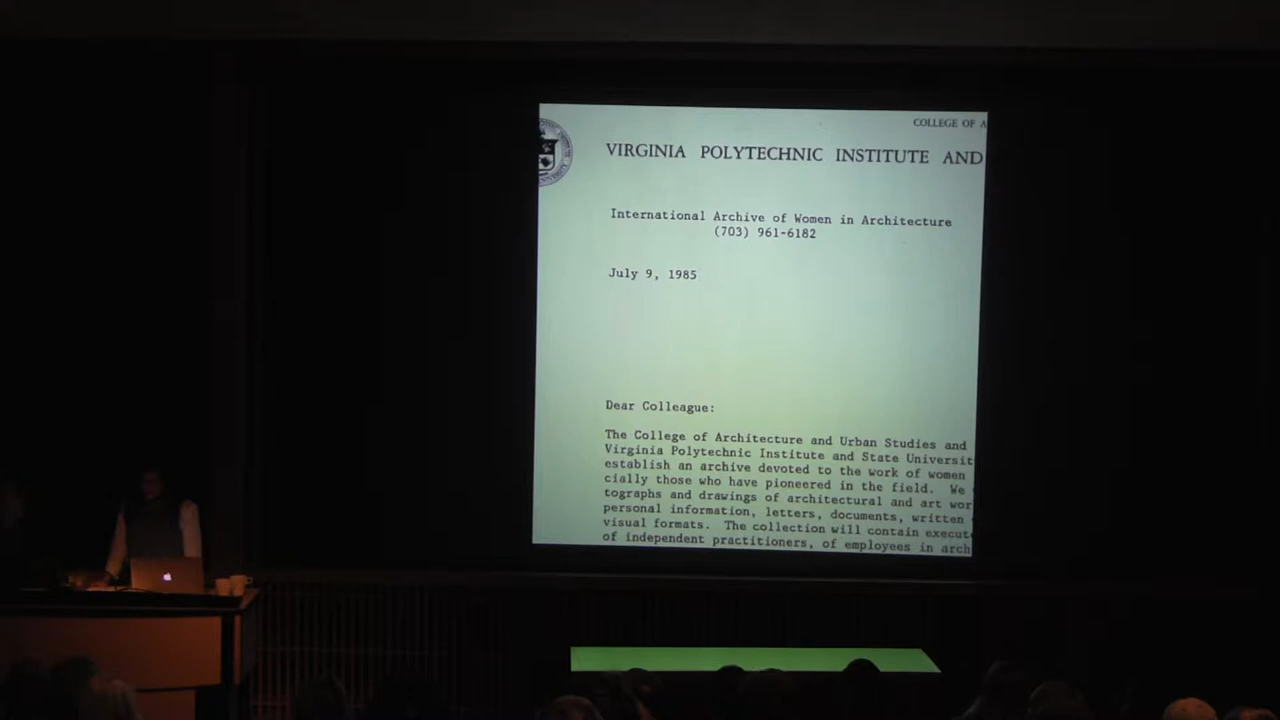 COLLEGE OF A
VIRGINIA POLYTECHNIC INSTITUTE AND
International Archive of Women in Architecture
(703) 961-6182
July 9, 1985
Dear Colleague:
The College of Architecture and Urban Studies and
Virginia Polytechnic Institute and State Universit
establish an archive devoted to the work of women
cially those who have pioneered in the field. We
tographs and drawings of architectural and art wor
personal information, letters, documents, written
visual formats. The collection will contain execut
of independent practitioners, of employees in arch